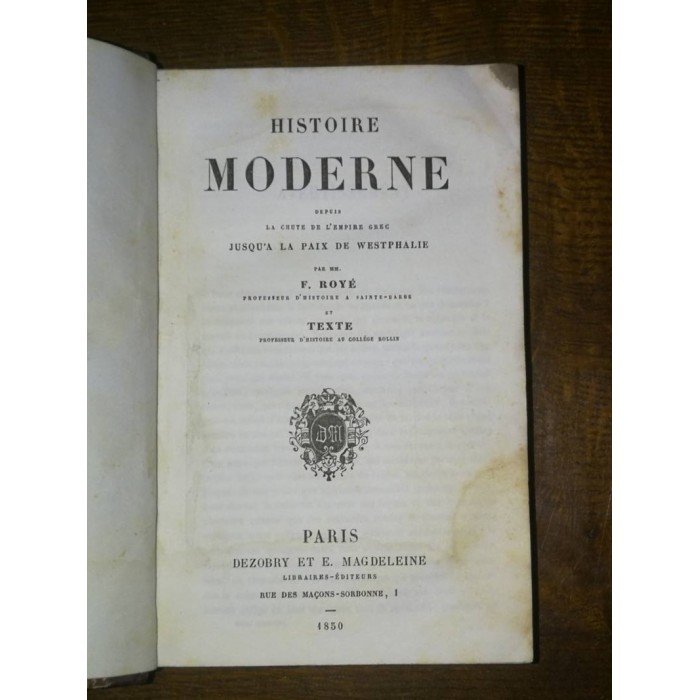 HISTOIRE
MODERNE
DEPUIS
LA CHUTE DE L'EMPIRE GREC
JUSQU'A LA PAIX DE WESTPHALIE
PAR MM.
F. ROYÉ
PROFESSEUR D'HISTOIRE A SAINTE-BARBE
ET
TEXTE
PROFESSEUR D'HISTOIRE AU COLLÉGE ROLLIN
DM
PARIS
DEZOBRY ET E. MAGDELEINE
LIBRAIRES-ÉDITEURS
RUE DES MAÇONS-SORBONNE, 1
1850